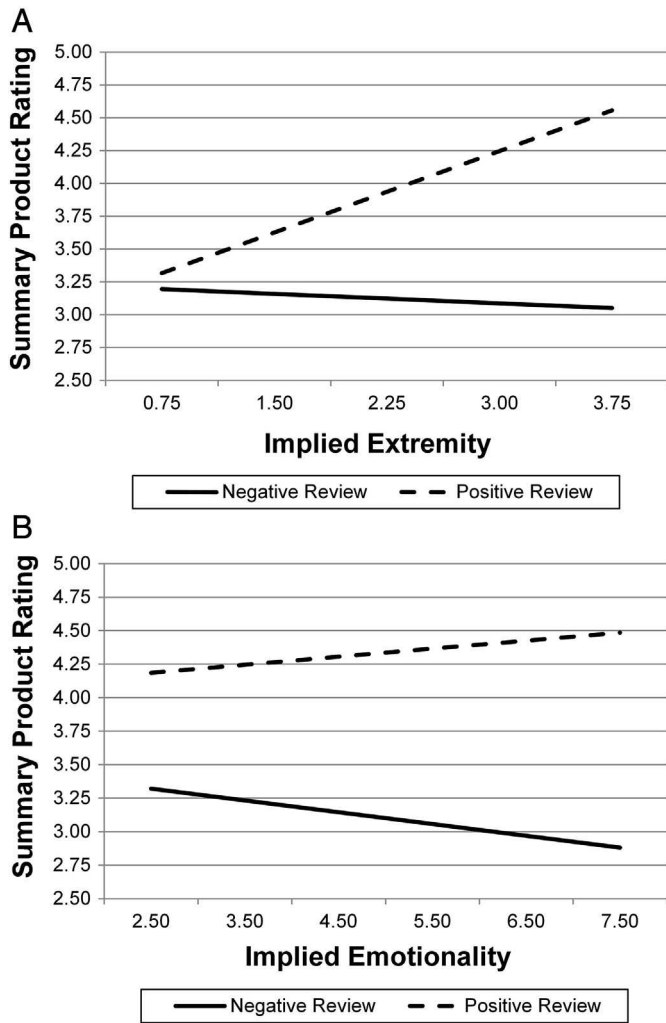 A
Summary Product Rating
5.00
4.75
4.50
4.25
4.00
3.75
3.50
3.25
3.00
2.75
2.50
0.75 1.50 2.25 3.00 3.75
Implied Extremity
Negative Review Positive Review
B
Summary Product Rating
5.00
4.75
4.50
4.25
4.00
3.75
3.50
3.25
3.00
2.75
2.50
2.50 3.50 4.50 5.50 6.50 7.50
Implied Emotionality
Negative Review Positive Review